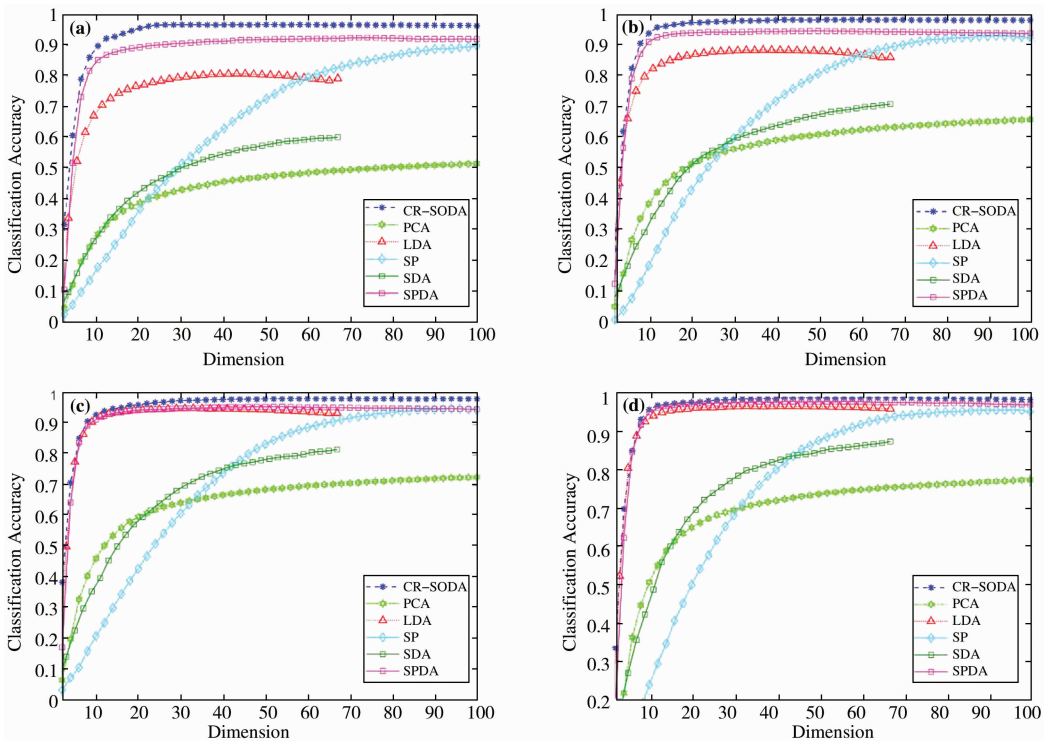 (a)
Classification Accuracy
1
0.9
0.8
0.7
0.6
0.5
0.4
0.3
0.2
0.1
0
CR-SODA
PCA
LDA
SP
SDA
SPDA
10 20 30 40 50 60 70 80 90 100
Dimension
(b)
Classification Accuracy
1
0.9
0.8
0.7
0.6
0.5
0.4
0.3
0.2
0.1
0
CR-SODA
PCA
LDA
SP
SDA
SPDA
10 20 30 40 50 60 70 80 90 100
Dimension
(c)
Classification Accuracy
1
0.9
0.8
0.7
0.6
0.5
0.4
0.3
0.2
0.1
0
CR-SODA
PCA
LDA
SP
SDA
SPDA
10 20 30 40 50 60 70 80 90 100
Dimension
(d)
Classification Accuracy
1
0.9
0.8
0.7
0.6
0.5
0.4
0.3
0.2
CR-SODA
PCA
LDA
SP
SDA
SPDA
10 20 30 40 50 60 70 80 90 100
Dimension